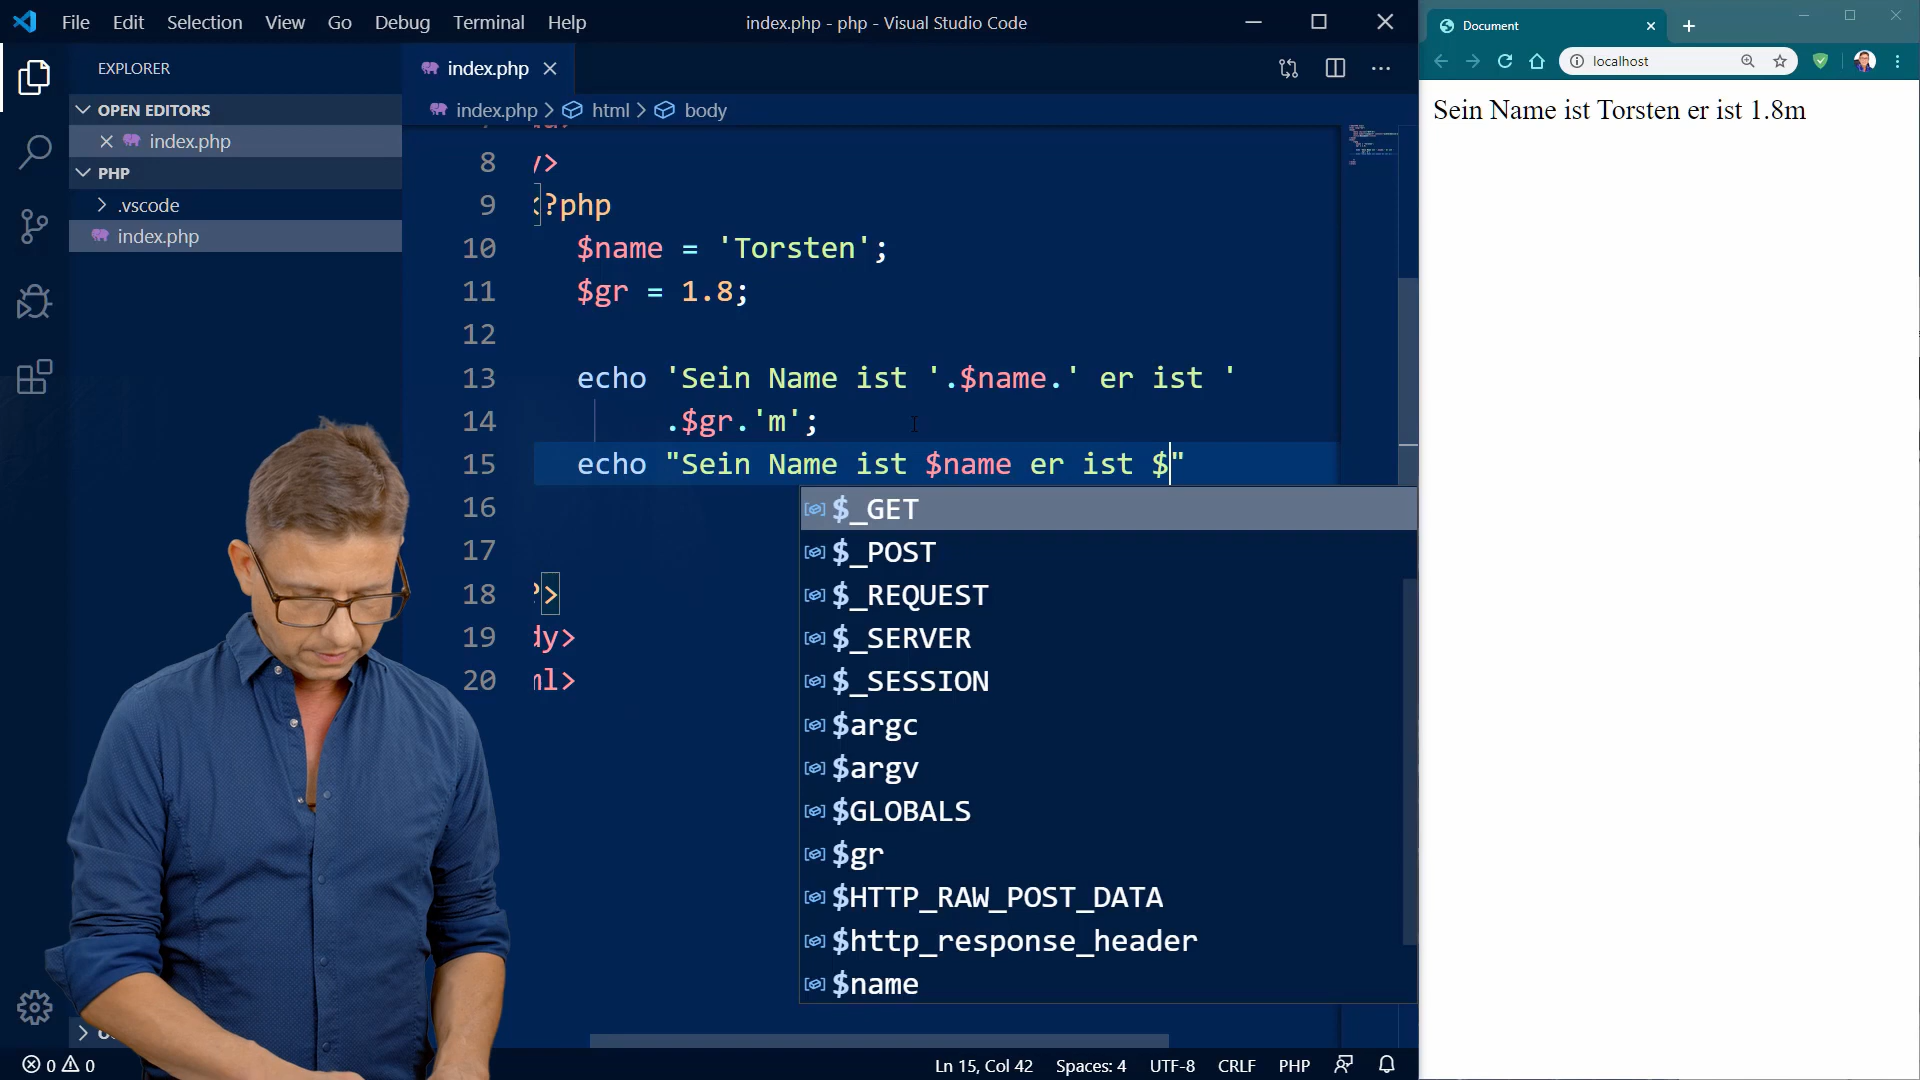 File Edit Selection View Go Debug Terminal Help
index.php - php - Visual Studio Code
EXPLORER
OPEN EDITORS
index.php
PHP
.vscode
index.php
index.php
index.php > html > body
8 y>
9 <?php
10 $name = 'Torsten';
11 $gr = 1.8;
12
13 echo 'Sein Name ist '.$name.' er ist '
14 .$gr.'m';
15 echo "Sein Name ist $name er ist $"
16
17
18 ?>
19 dy>
20 ml>
$_GET
$_POST
$_REQUEST
$_SERVER
$_SESSION
$argc
$argv
$GLOBALS
$gr
$HTTP_RAW_POST_DATA
$http_response_header
$name
0 0
Ln 15, Col 42 Spaces: 4 UTF-8 CRLF PHP
Document
localhost
Sein Name ist Torsten er ist 1.8m